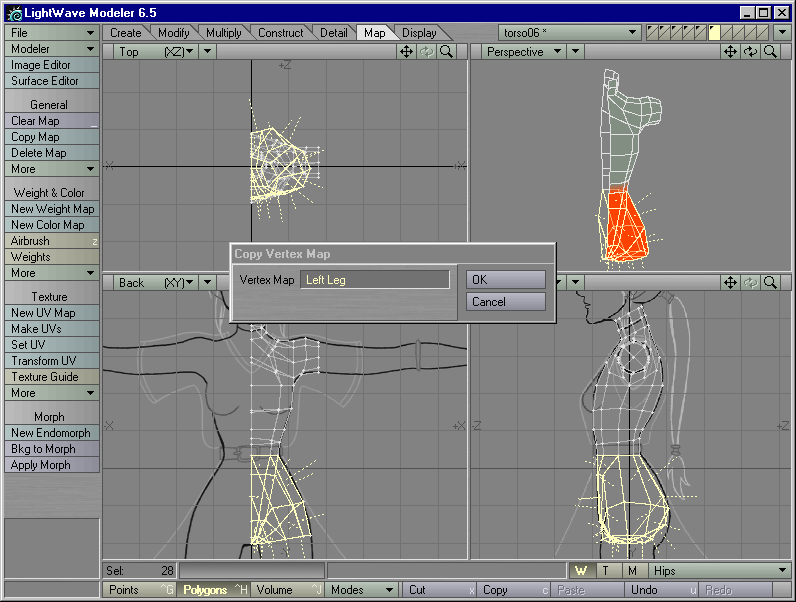 LightWave Modeler 6.5
File
Create Modify Multiply Construct Detail Map Display
torso06 *
Modeler
Top (XZ)
Perspective
Image Editor
Surface Editor
General
Clear Map _
Copy Map
Delete Map
More
Weight & Color
New Weight Map
New Color Map
Airbrush z
Weights
More
Texture
New UV Map
Make UVs
Set UV
Transform UV
Texture Guide
More
Morph
New Endomorph
Bkg to Morph
Apply Morph
+Z
-X
+X
Copy Vertex Map
Vertex Map Left Leg
OK
Cancel
Back (XY)
-X
+X
-Z
+Z
-Y
Sel: 28
W T M Hips
Points ^G Polygons ^H Volume ^J Modes Cut x Copy c Paste v Undo u Redo